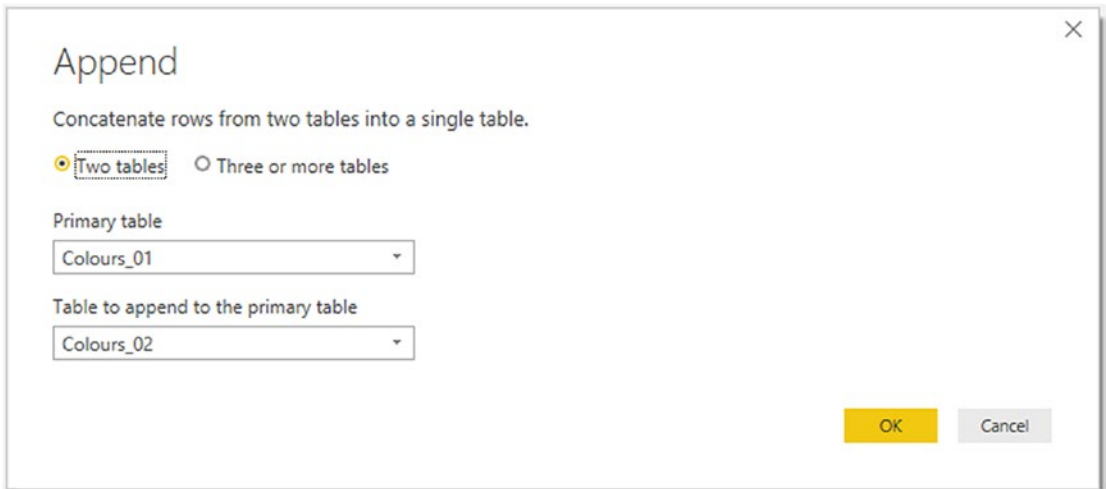 Append
Concatenate rows from two tables into a single table.
Two tables Three or more tables
Primary table
Colours_01
Table to append to the primary table
Colours_02
OK Cancel